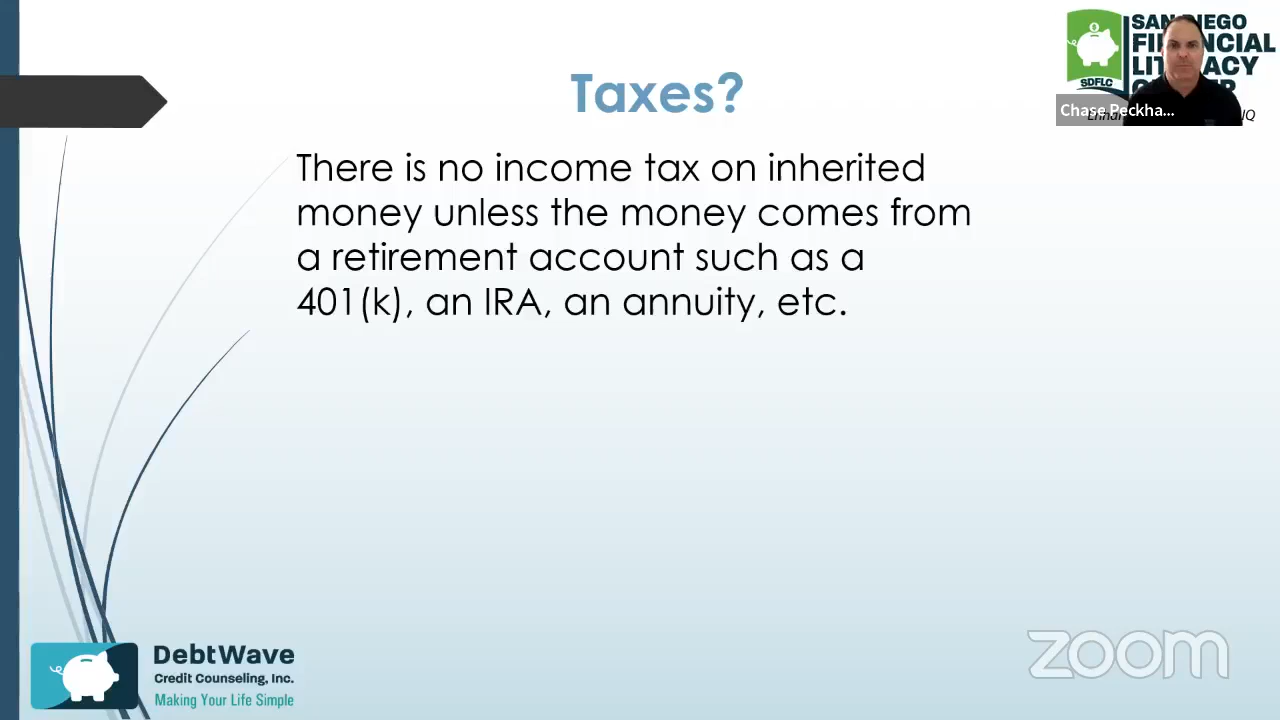 Taxes?
There is no income tax on inherited
money unless the money comes from
a retirement account such as a
401(k), an IRA, an annuity, etc.
SAN DIEGO
FINANCIAL
LITERACY
SDFLC
Chase Peckha...
IQ
DebtWave
Credit Counseling, Inc.
Making Your Life Simple
zoom